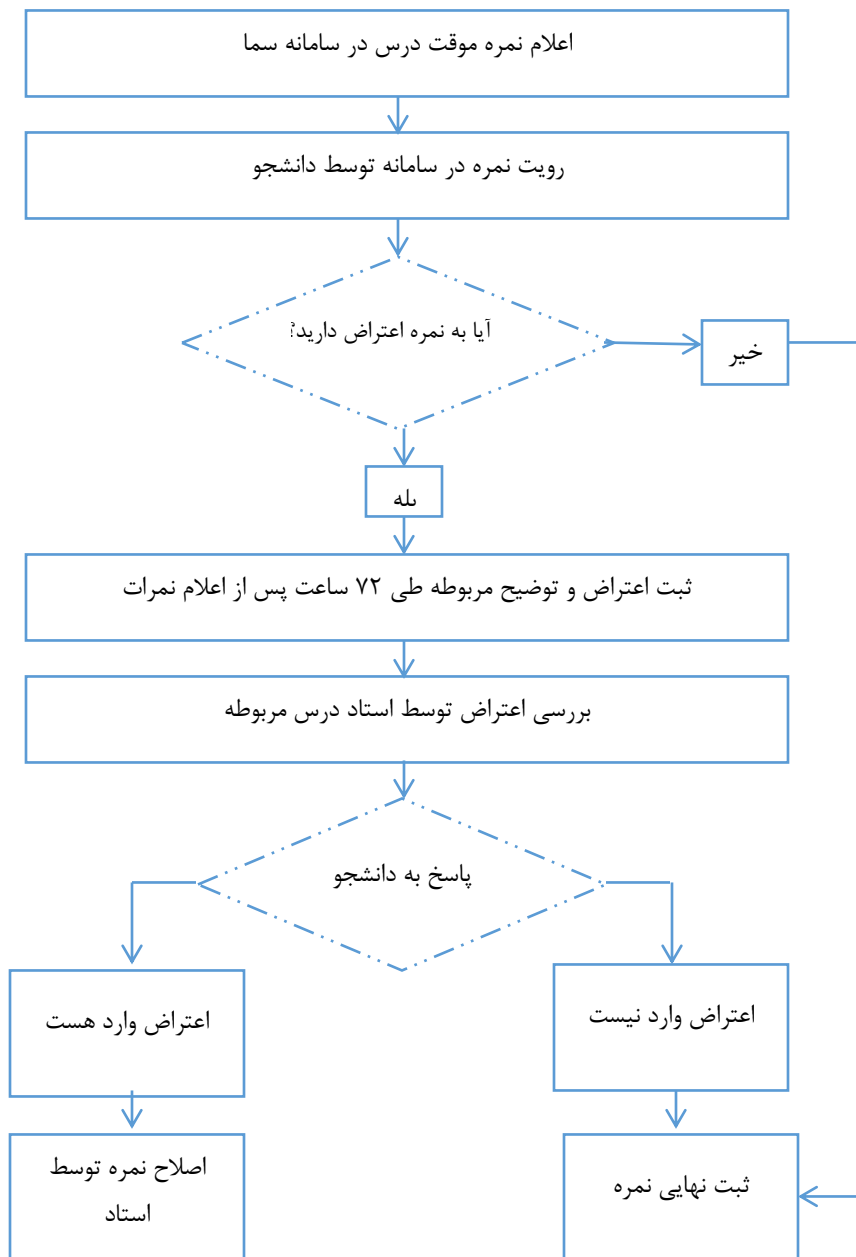 اعلام نمره موقت درس در سامانه سما
رویت نمره در سامانه توسط دانشجو
آیا به نمره اعتراض دارید؟
خیر
بله
ثبت اعتراض و توضیح مربوطه طی ۷۲ ساعت پس از اعلام نمرات
بررسی اعتراض توسط استاد درس مربوطه
پاسخ به دانشجو
اعتراض وارد نیست
اعتراض وارد هست
ثبت نهایی نمره
اصلاح نمره توسط
استاد